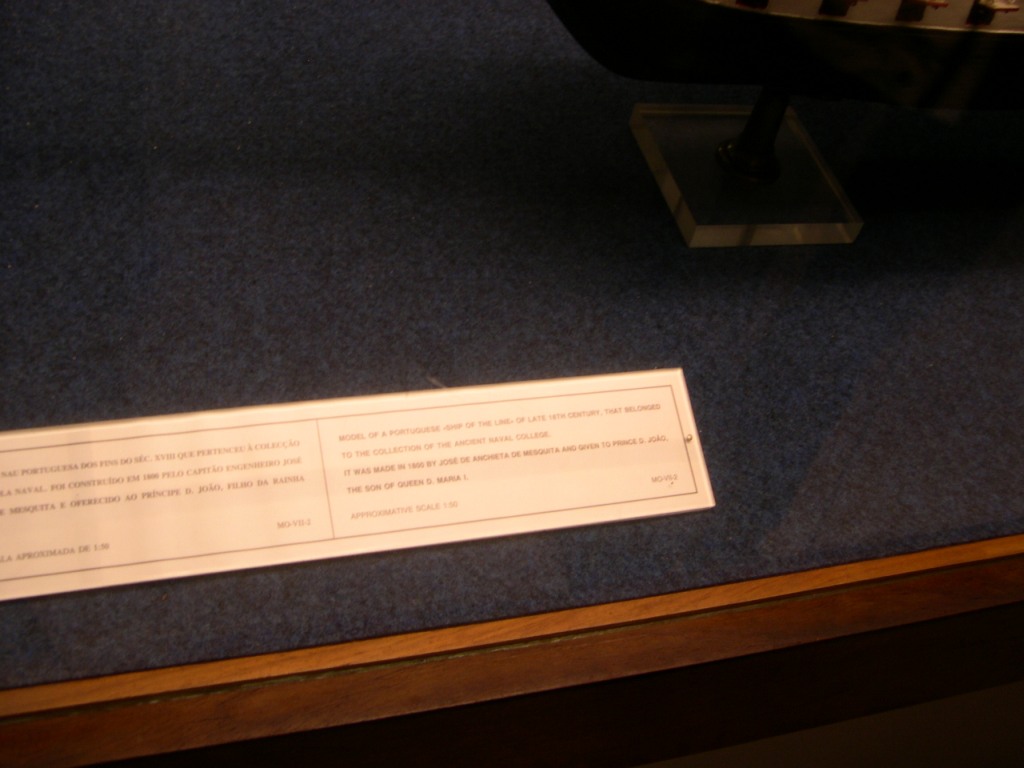 NAU PORTUGUESA DOS FINS DO SÉC. XVIII QUE PERTENCEU À COLECÇÃO
LA NAVAL. FOI CONSTRUÍDO EM 1800 PELO CAPITÃO ENGENHEIRO JOSÉ
E MESQUITA E OFERECIDO AO PRÍNCIPE D. JOÃO, FILHO DA RAINHA
MO-VII-2
LA APROXIMADA DE 1:50
MODEL OF A PORTUGUESE «SHIP OF THE LINE» OF LATE 18TH CENTURY, THAT BELONGED
TO THE COLLECTION OF THE ANCIENT NAVAL COLLEGE.
IT WAS MADE IN 1800 BY JOSÉ DE ANCHIETA DE MESQUITA AND GIVEN TO PRINCE D. JOÃO,
THE SON OF QUEEN D. MARIA I.
MO-VII-2
APPROXIMATIVE SCALE 1:50